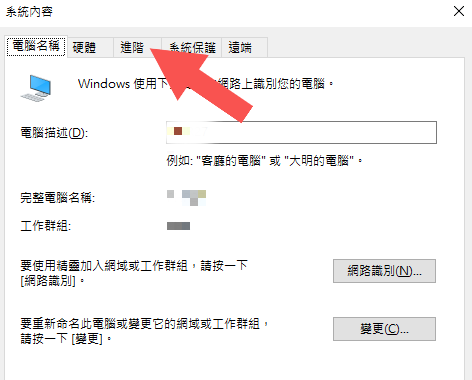 系統內容
電腦名稱 硬體 進階 系統保護 遠端
Windows 使用下 網路上識別您的電腦。
電腦描述(D):
例如: "客廳的電腦" 或 "大明的電腦"。
完整電腦名稱:
工作群組:
要使用精靈加入網域或工作群組，請按一下
[網路識別]。
網路識別(N)...
要重新命名此電腦或變更它的網域或工作群組，
請按一下 [變更]。
變更(C)...